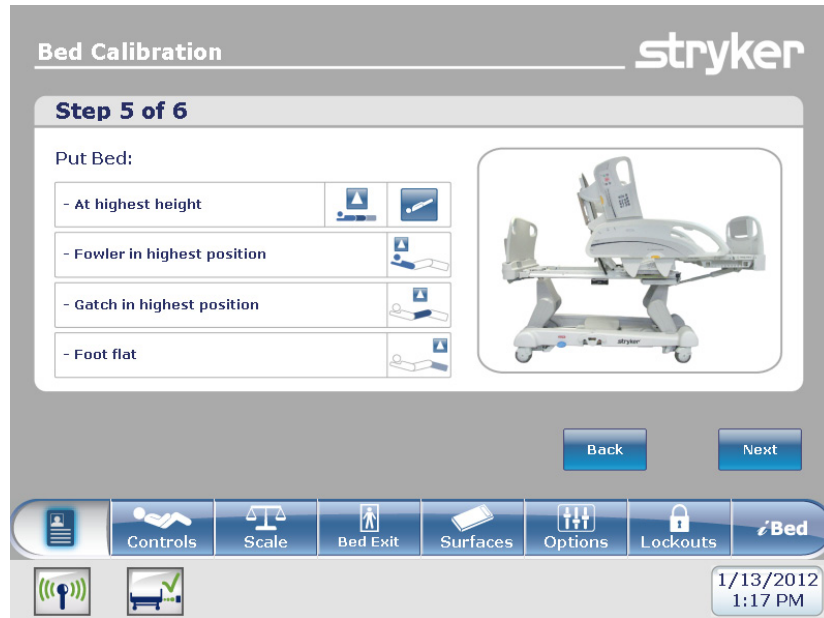 Bed Calibration
stryker
Step 5 of 6
Put Bed:
- At highest height
- Fowler in highest position
- Gatch in highest position
- Foot flat
stryker
Back
Next
Controls
Scale
Bed Exit
Surfaces
Options
Lockouts
iBed
1/13/2012
1:17 PM